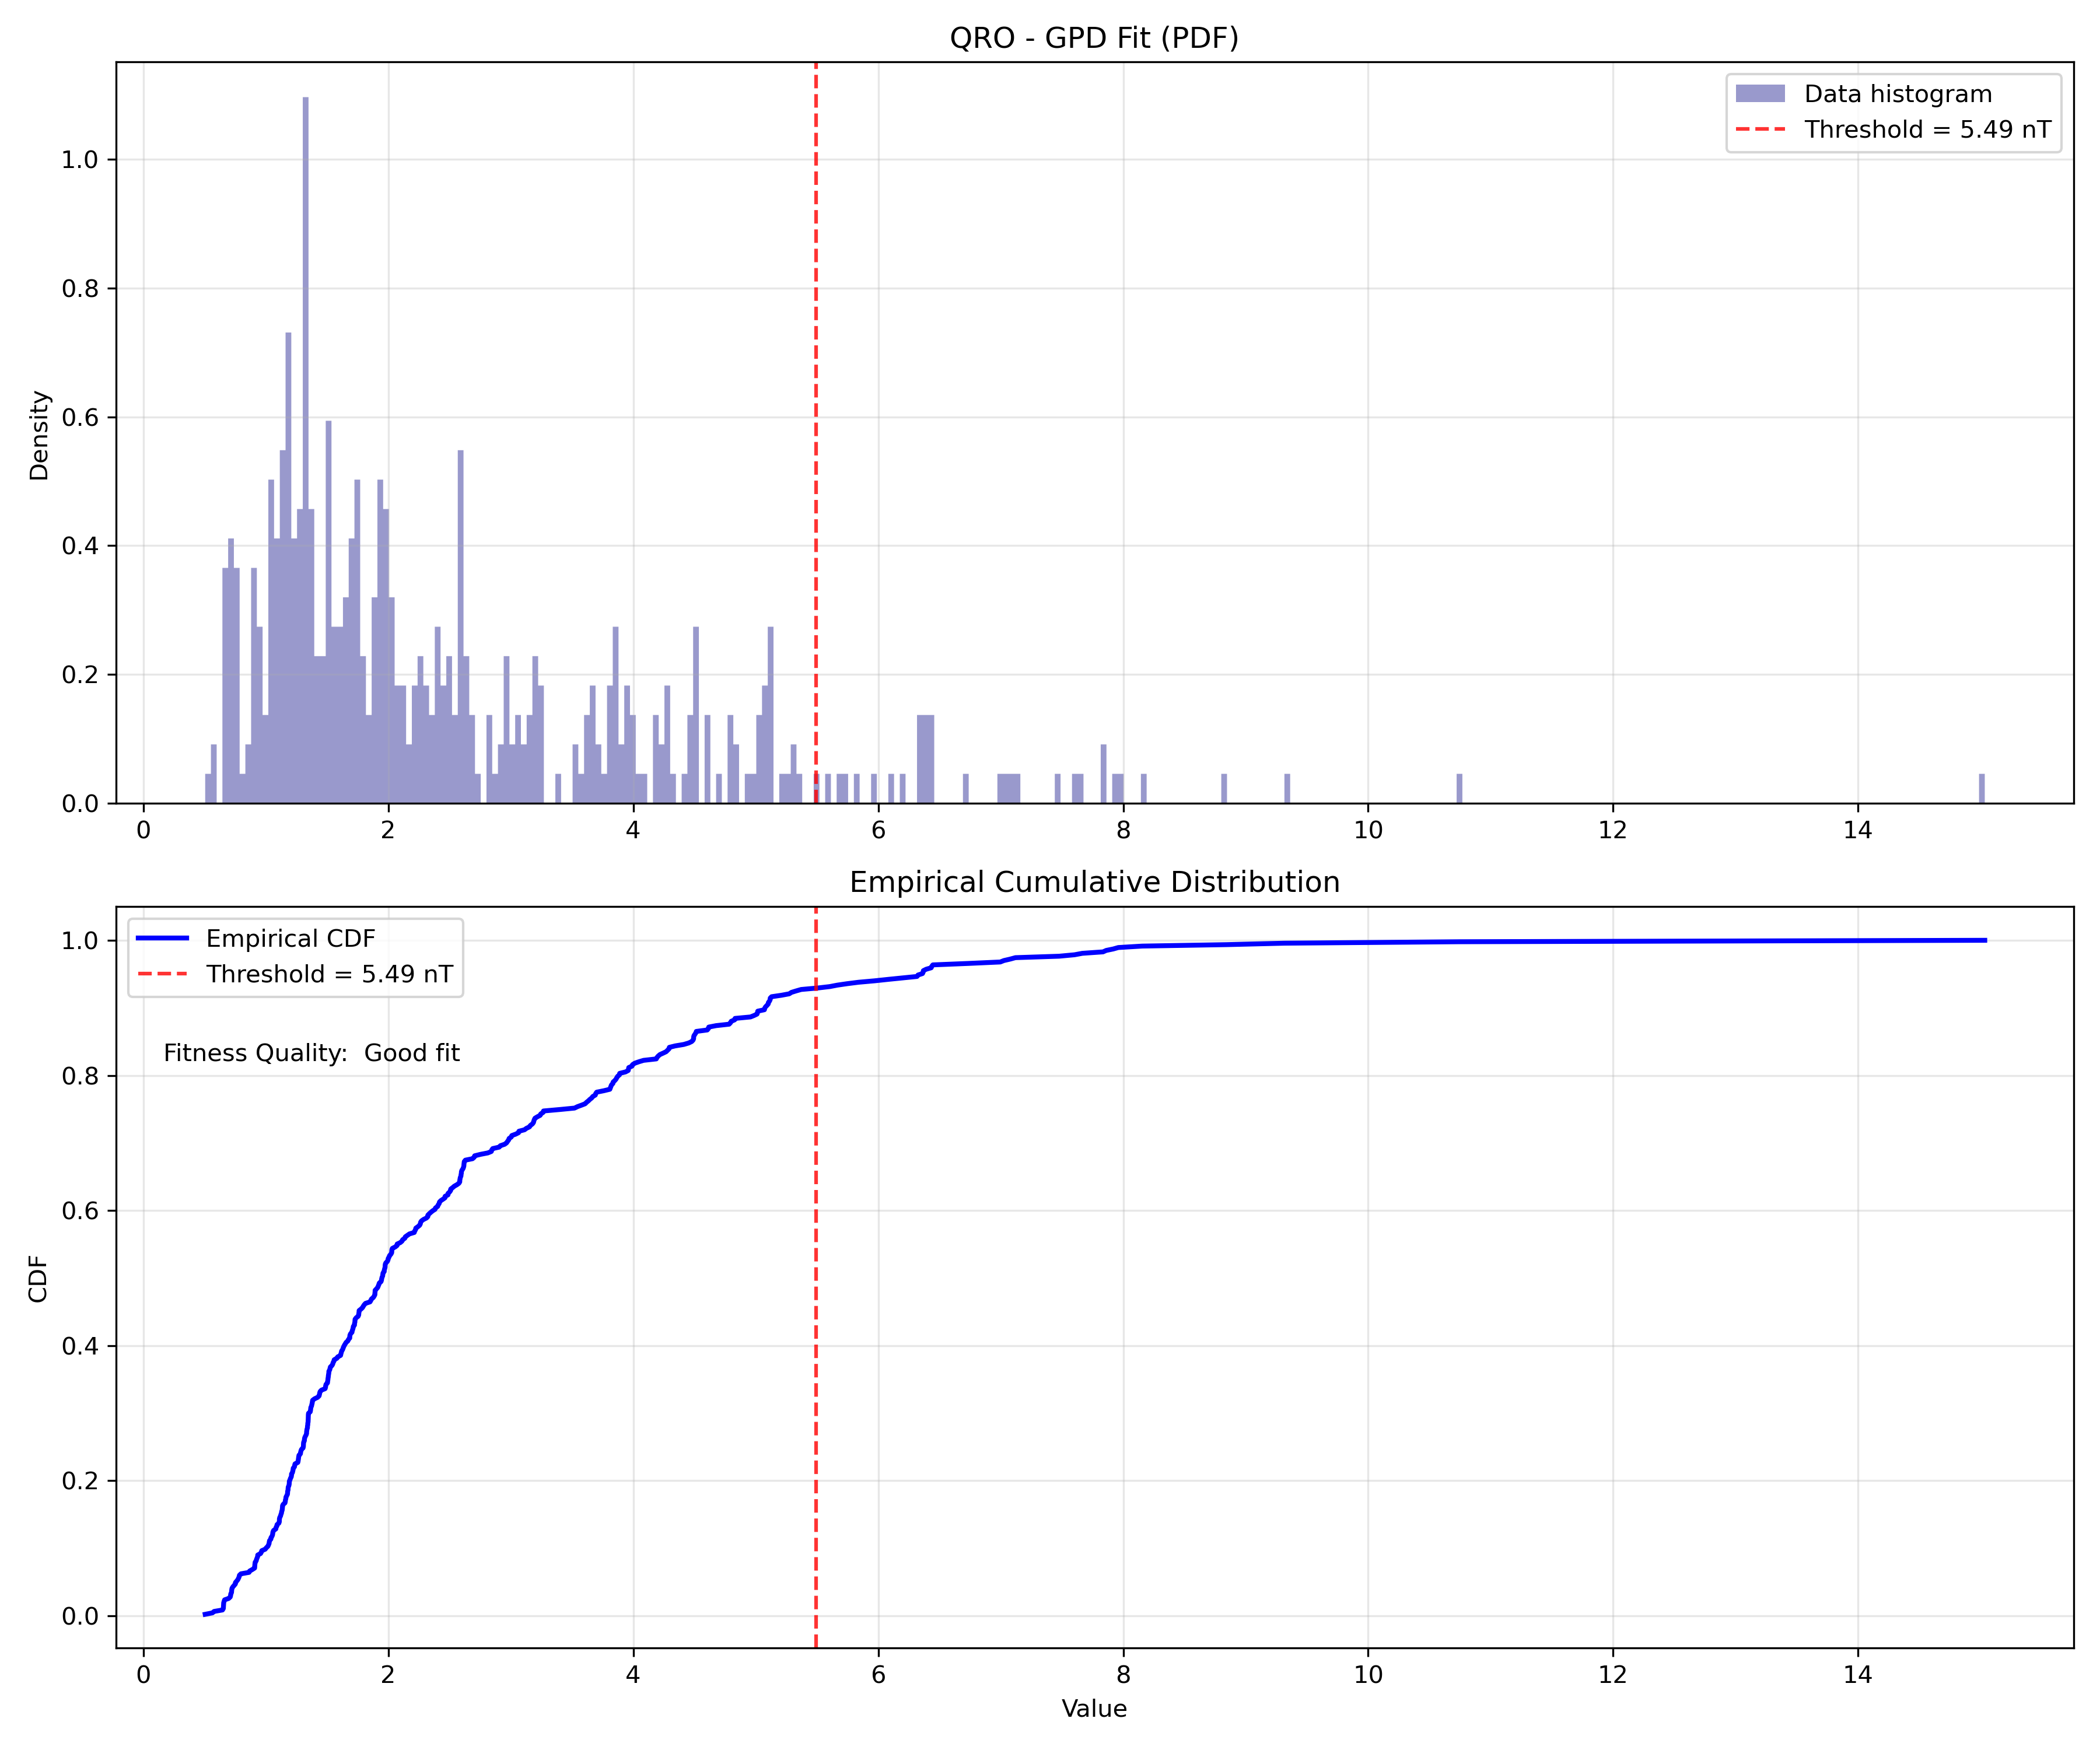 QRO - GPD Fit (PDF)
Data histogram
Threshold = 5.49 nT
Density
1.0
0.8
0.6
0.4
0.2
0.0
0 2 4 6 8 10 12 14
Empirical Cumulative Distribution
Empirical CDF
Threshold = 5.49 nT
Fitness Quality:  Good fit
CDF
1.0
0.8
0.6
0.4
0.2
0.0
0 2 4 6 8 10 12 14
Value